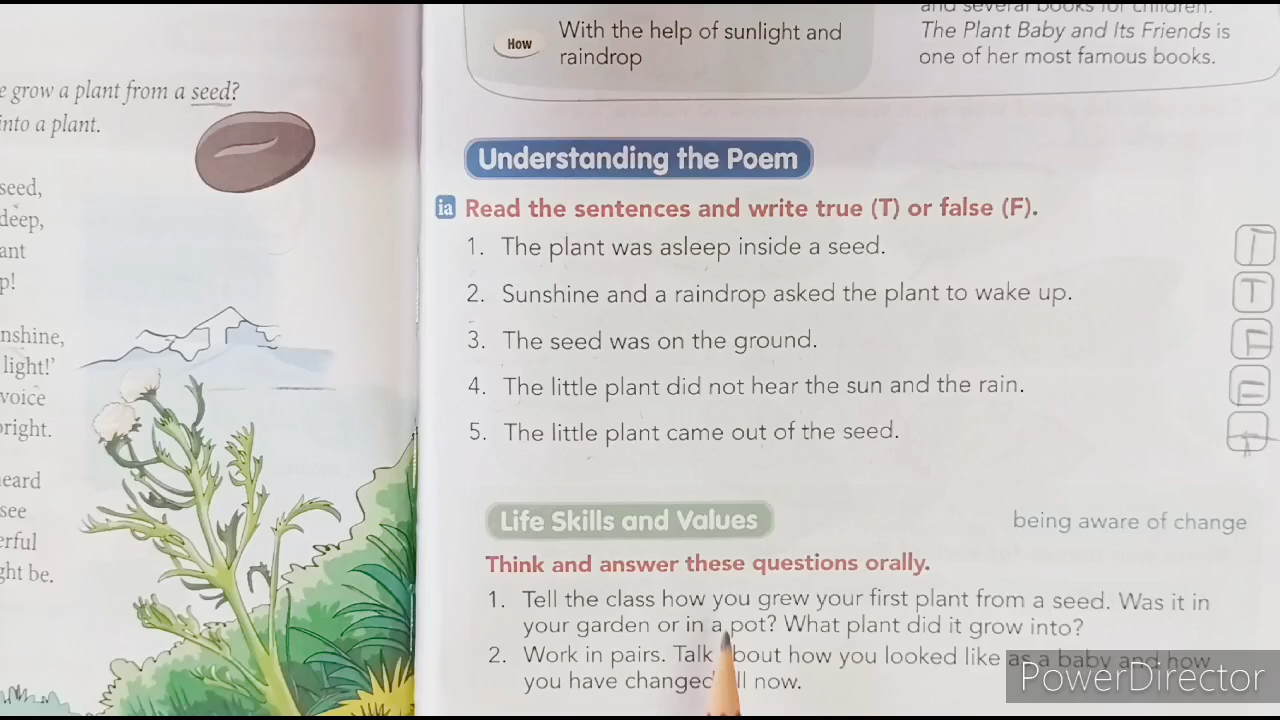 e grow a plant from a seed?
into a plant.
seed,
deep,
ant
p!
nshine,
light!'
voice
right.
eard
see
erful
ght be.
How
With the help of sunlight and
raindrop
and several books for children.
The Plant Baby and Its Friends is
one of her most famous books.
Understanding the Poem
ia Read the sentences and write true (T) or false (F).
1. The plant was asleep inside a seed. T
2. Sunshine and a raindrop asked the plant to wake up. T
3. The seed was on the ground. F
4. The little plant did not hear the sun and the rain. F
5. The little plant came out of the seed. T
Life Skills and Values
being aware of change
Think and answer these questions orally.
1. Tell the class how you grew your first plant from a seed. Was it in
your garden or in a pot? What plant did it grow into?
2. Work in pairs. Talk about how you looked like as a baby and how
you have changed ll now.
PowerDirector